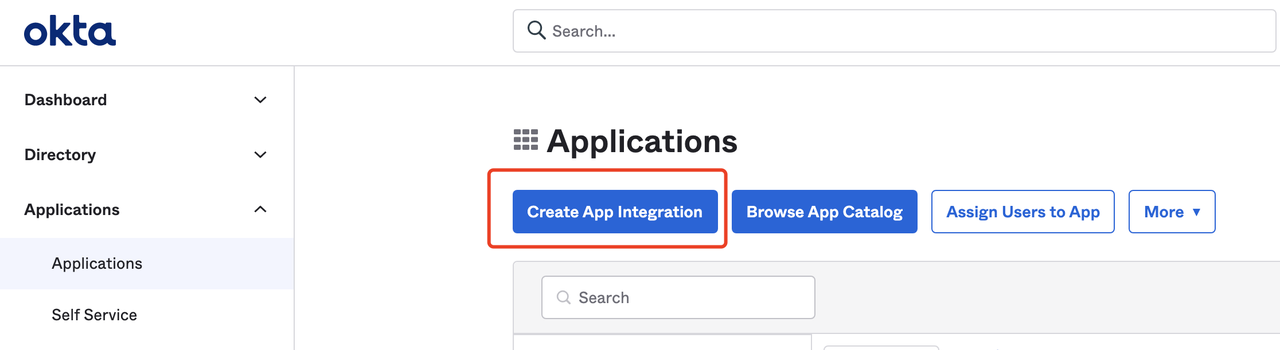 okta
Search...
Dashboard
Directory
Applications
Applications
Self Service
Applications
Create App Integration
Browse App Catalog
Assign Users to App
More
Search